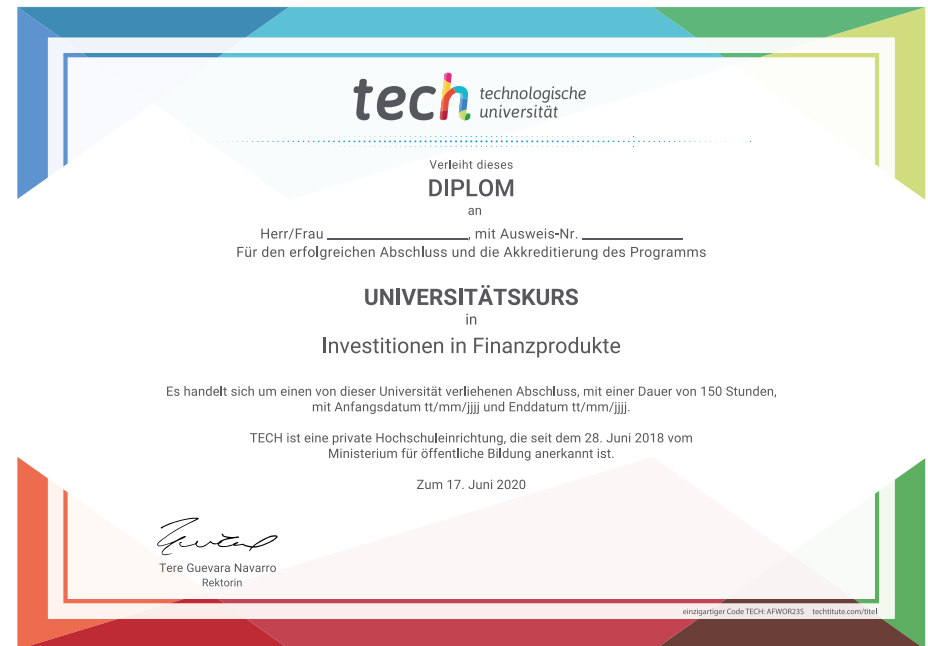 tech technologische
universität
Verleiht dieses
DIPLOM
an
Herr/Frau ____________________, mit Ausweis-Nr. ______________
Für den erfolgreichen Abschluss und die Akkreditierung des Programms
UNIVERSITÄTSKURS
in
Investitionen in Finanzprodukte
Es handelt sich um einen von dieser Universität verliehenen Abschluss, mit einer Dauer von 150 Stunden,
mit Anfangsdatum tt/mm/jjjj und Enddatum tt/mm/jjjj.
TECH ist eine private Hochschuleinrichtung, die seit dem 28. Juni 2018 vom
Ministerium für öffentliche Bildung anerkannt ist.
Zum 17. Juni 2020
Tere Guevara Navarro
Rektorin
einzigartiger Code TECH: AFWOR23S techtitute.com/titel